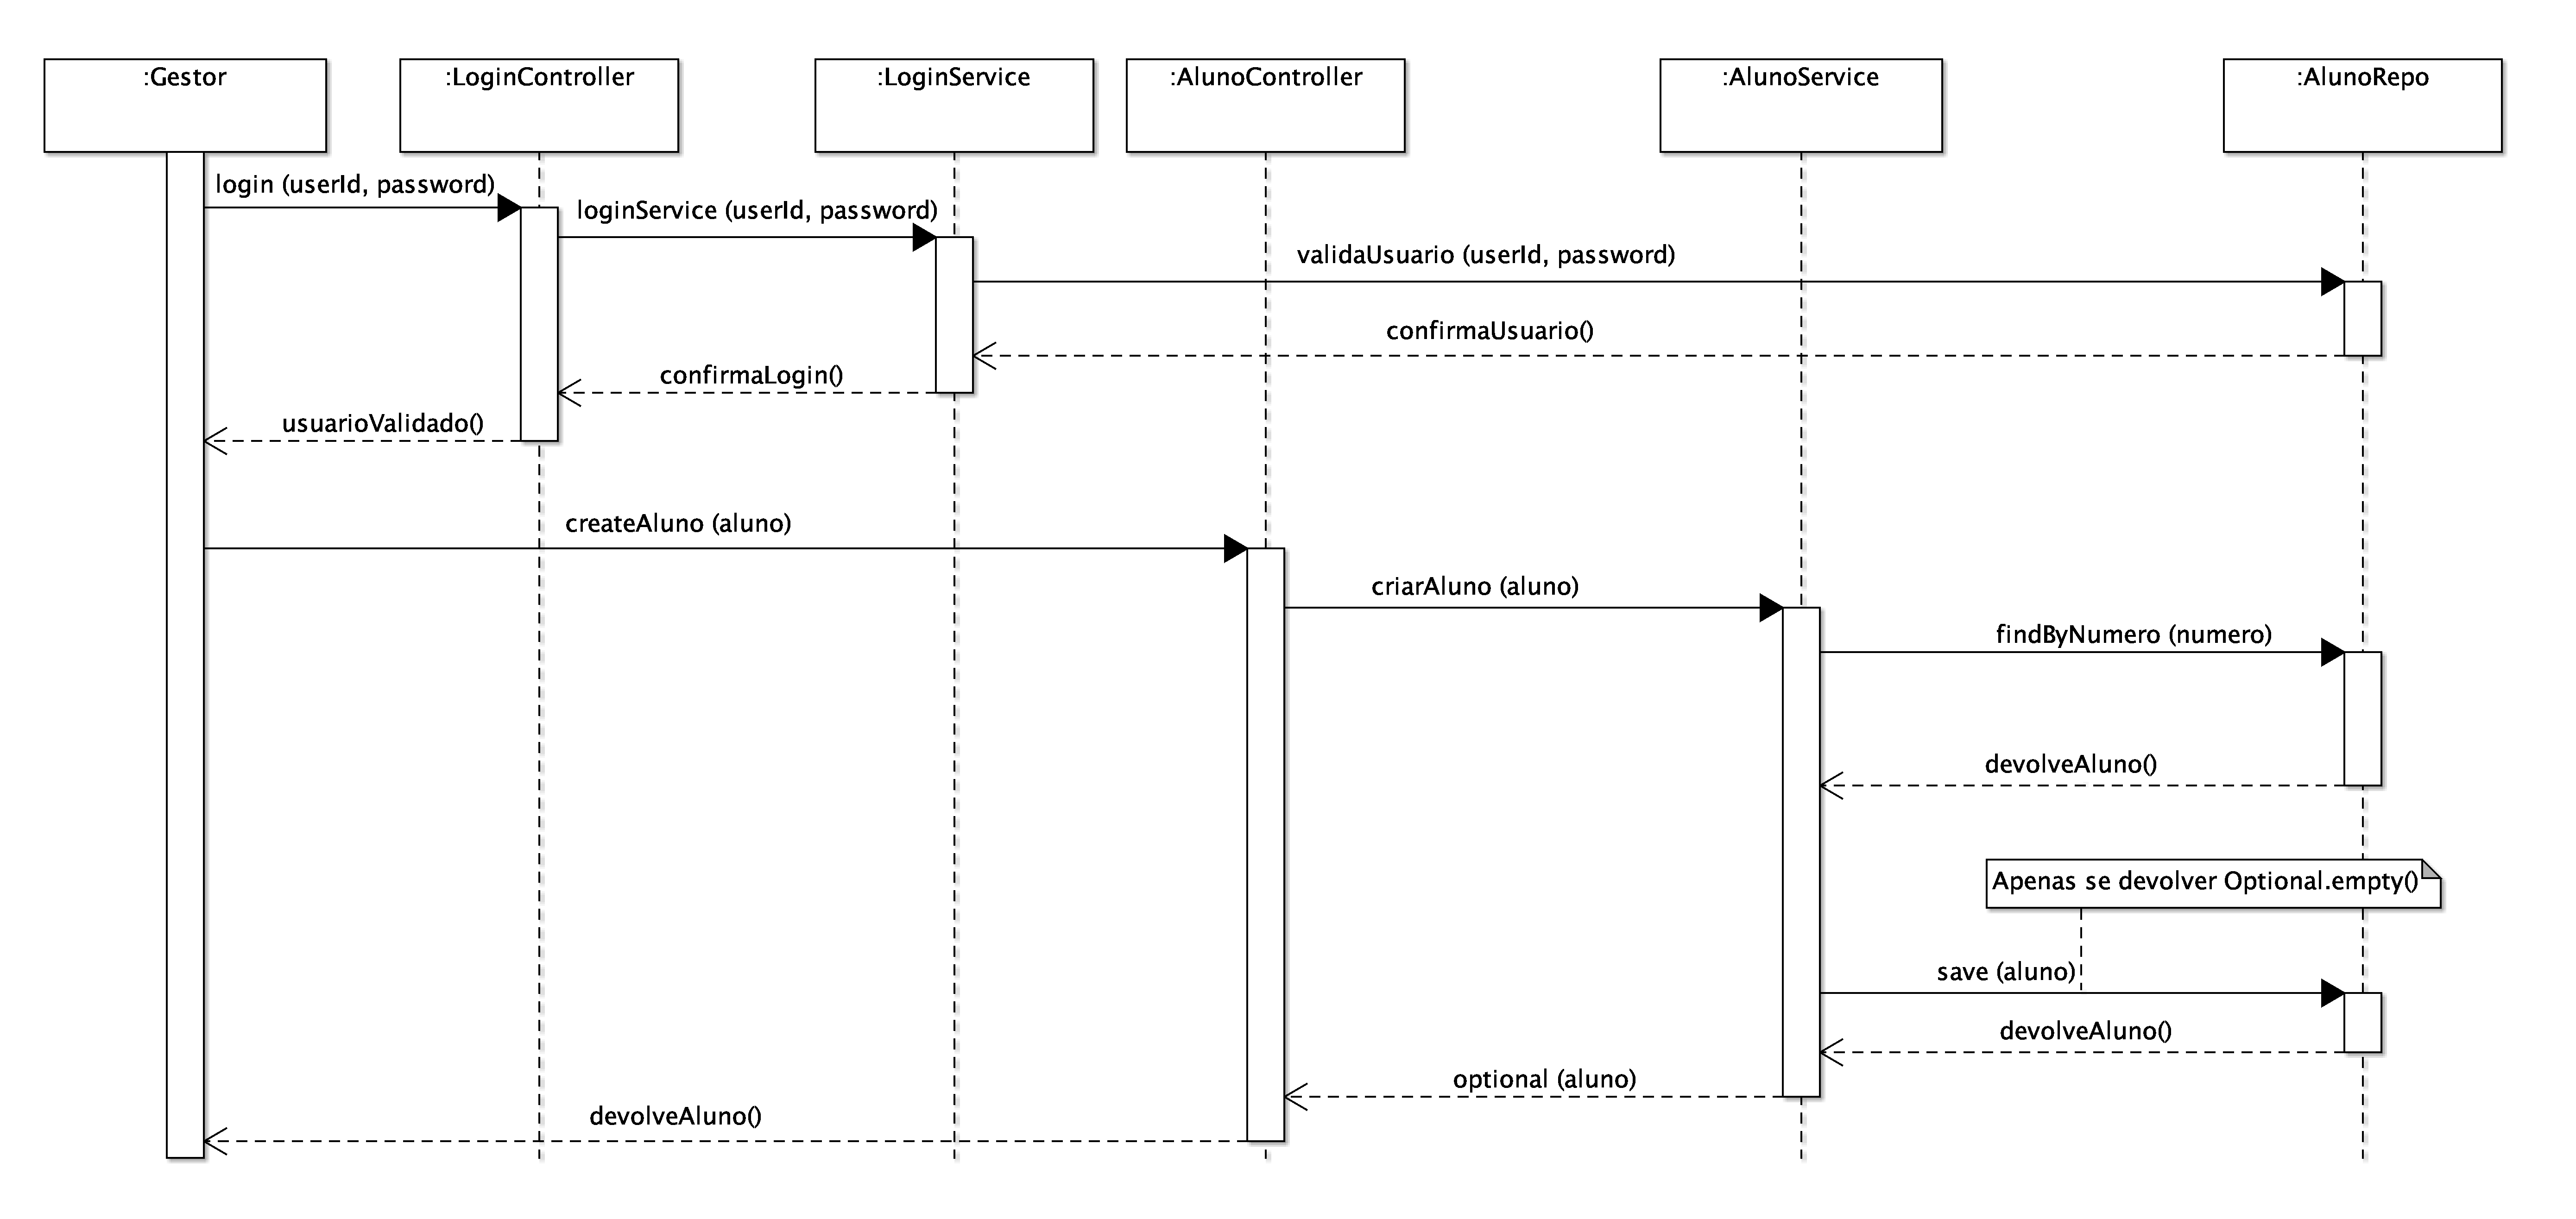 :Gestor
:LoginController
:LoginService
:AlunoController
:AlunoService
:AlunoRepo
login (userId, password)
loginService (userId, password)
validaUsuario (userId, password)
confirmaUsuario()
confirmaLogin()
usuarioValidado()
createAluno (aluno)
criarAluno (aluno)
findByNumero (numero)
devolveAluno()
Apenas se devolver Optional.empty()
save (aluno)
devolveAluno()
optional (aluno)
devolveAluno()